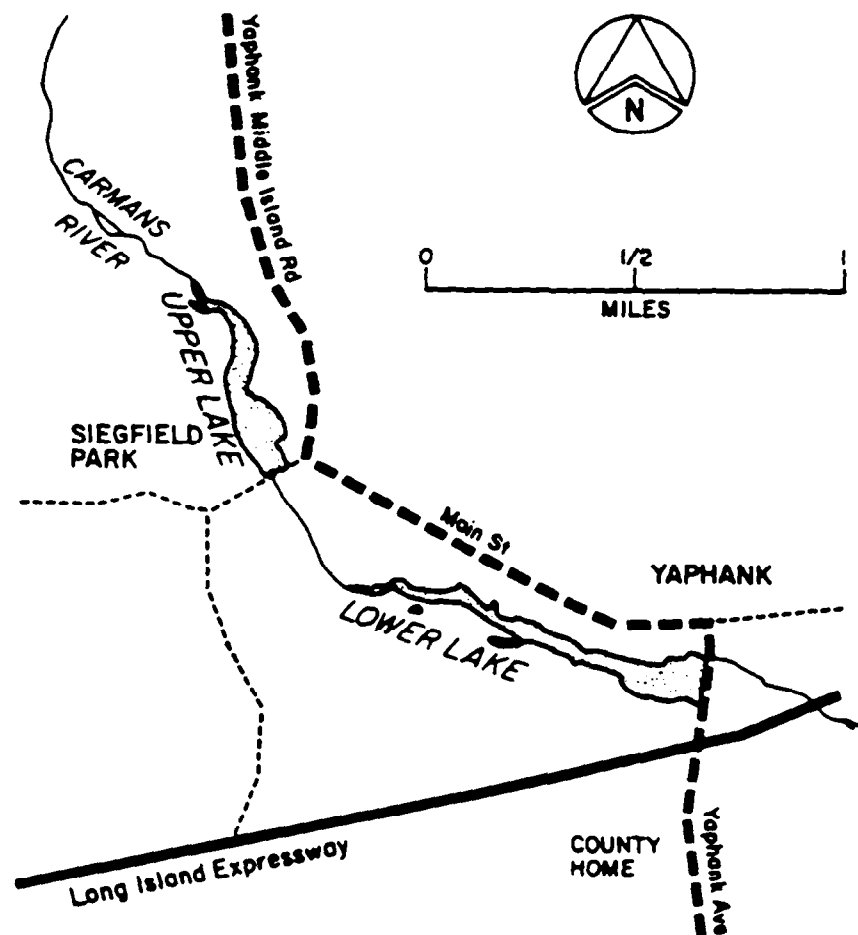 Yaphank Middle Island Rd
N
CARMANS
RIVER
0 1/2 1
MILES
UPPER LAKE
SIEGFIELD
PARK
Main St
YAPHANK
LOWER LAKE
COUNTY
HOME
Long Island Expressway
Yaphank Ave